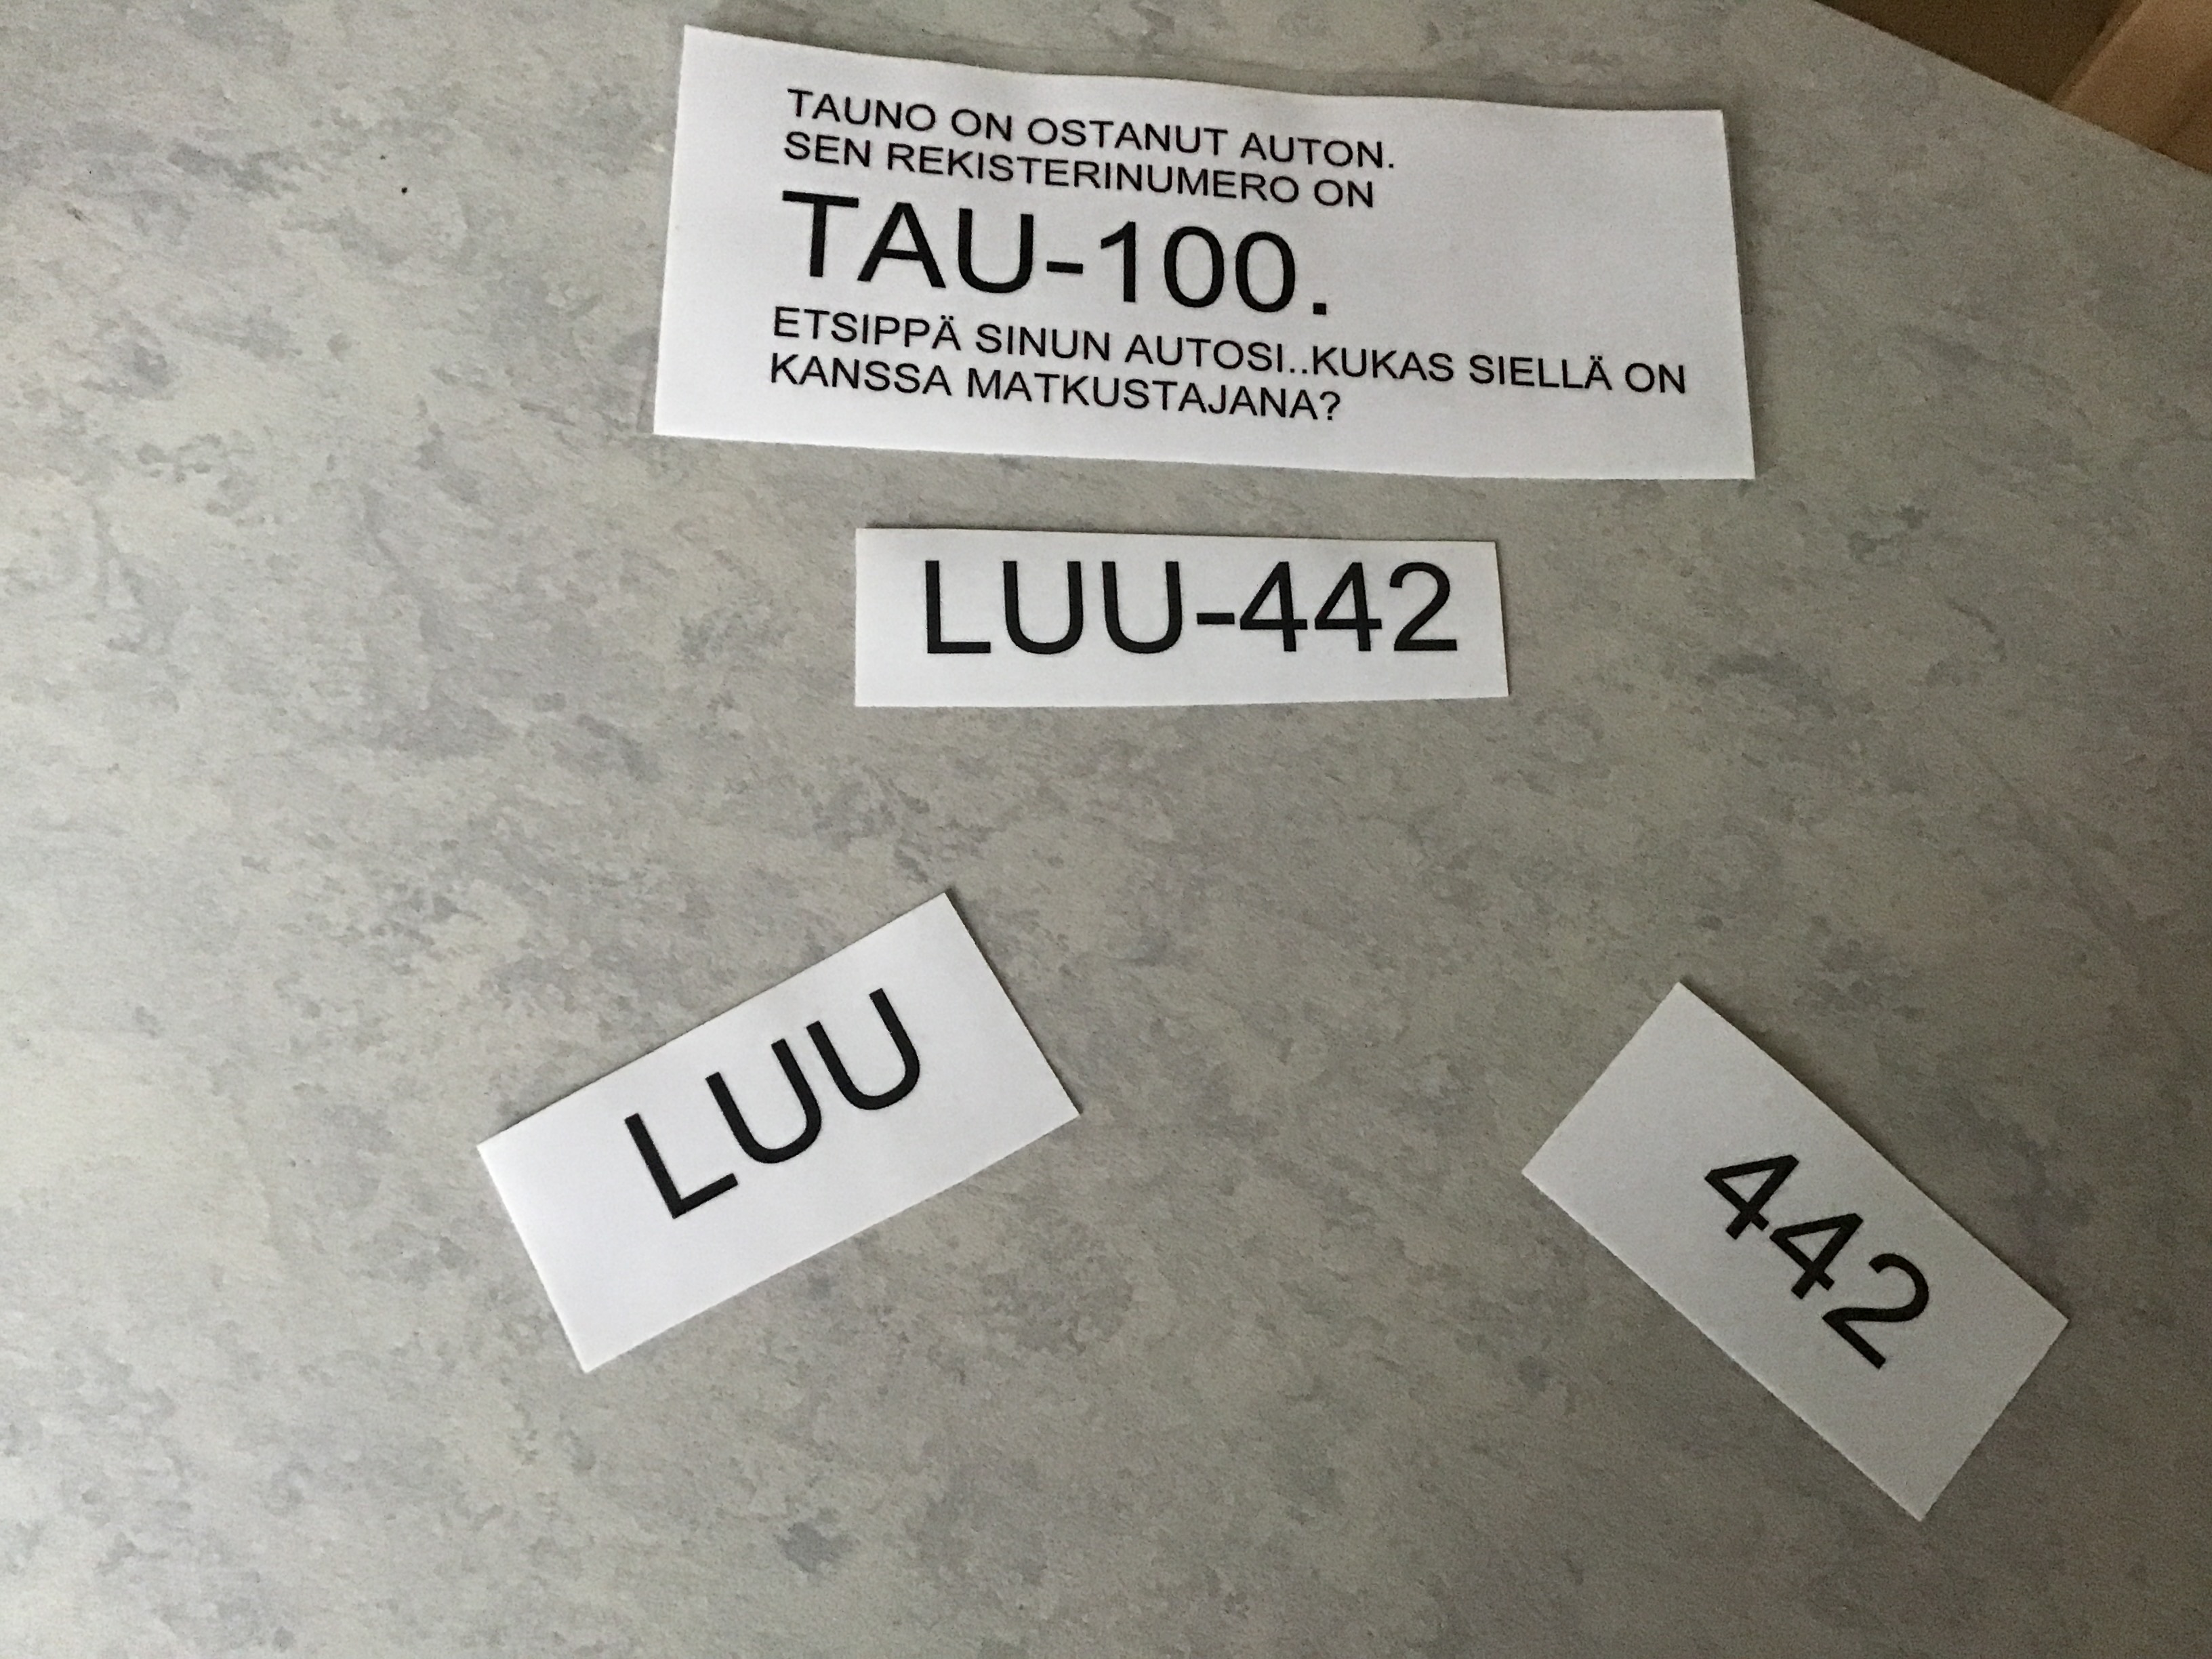 TAUNO ON OSTANUT AUTON.
SEN REKISTERINUMERO ON
TAU-100.
ETSIPPÄ SINUN AUTOSI..KUKAS SIELLÄ ON
KANSSA MATKUSTAJANA?
LUU-442
LUU
442